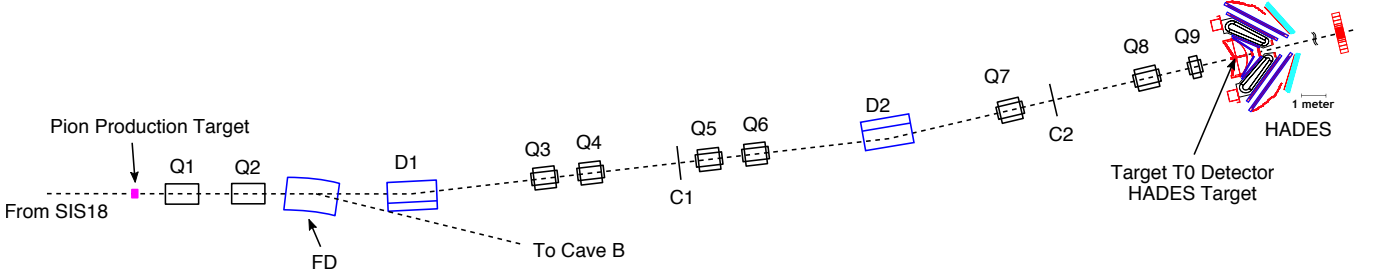 Pion Production Target
Q1
Q2
D1
Q3
Q4
Q5
Q6
D2
Q7
Q8
Q9
From SIS18
FD
To Cave B
C1
C2
1 meter
HADES
Target T0 Detector
HADES Target